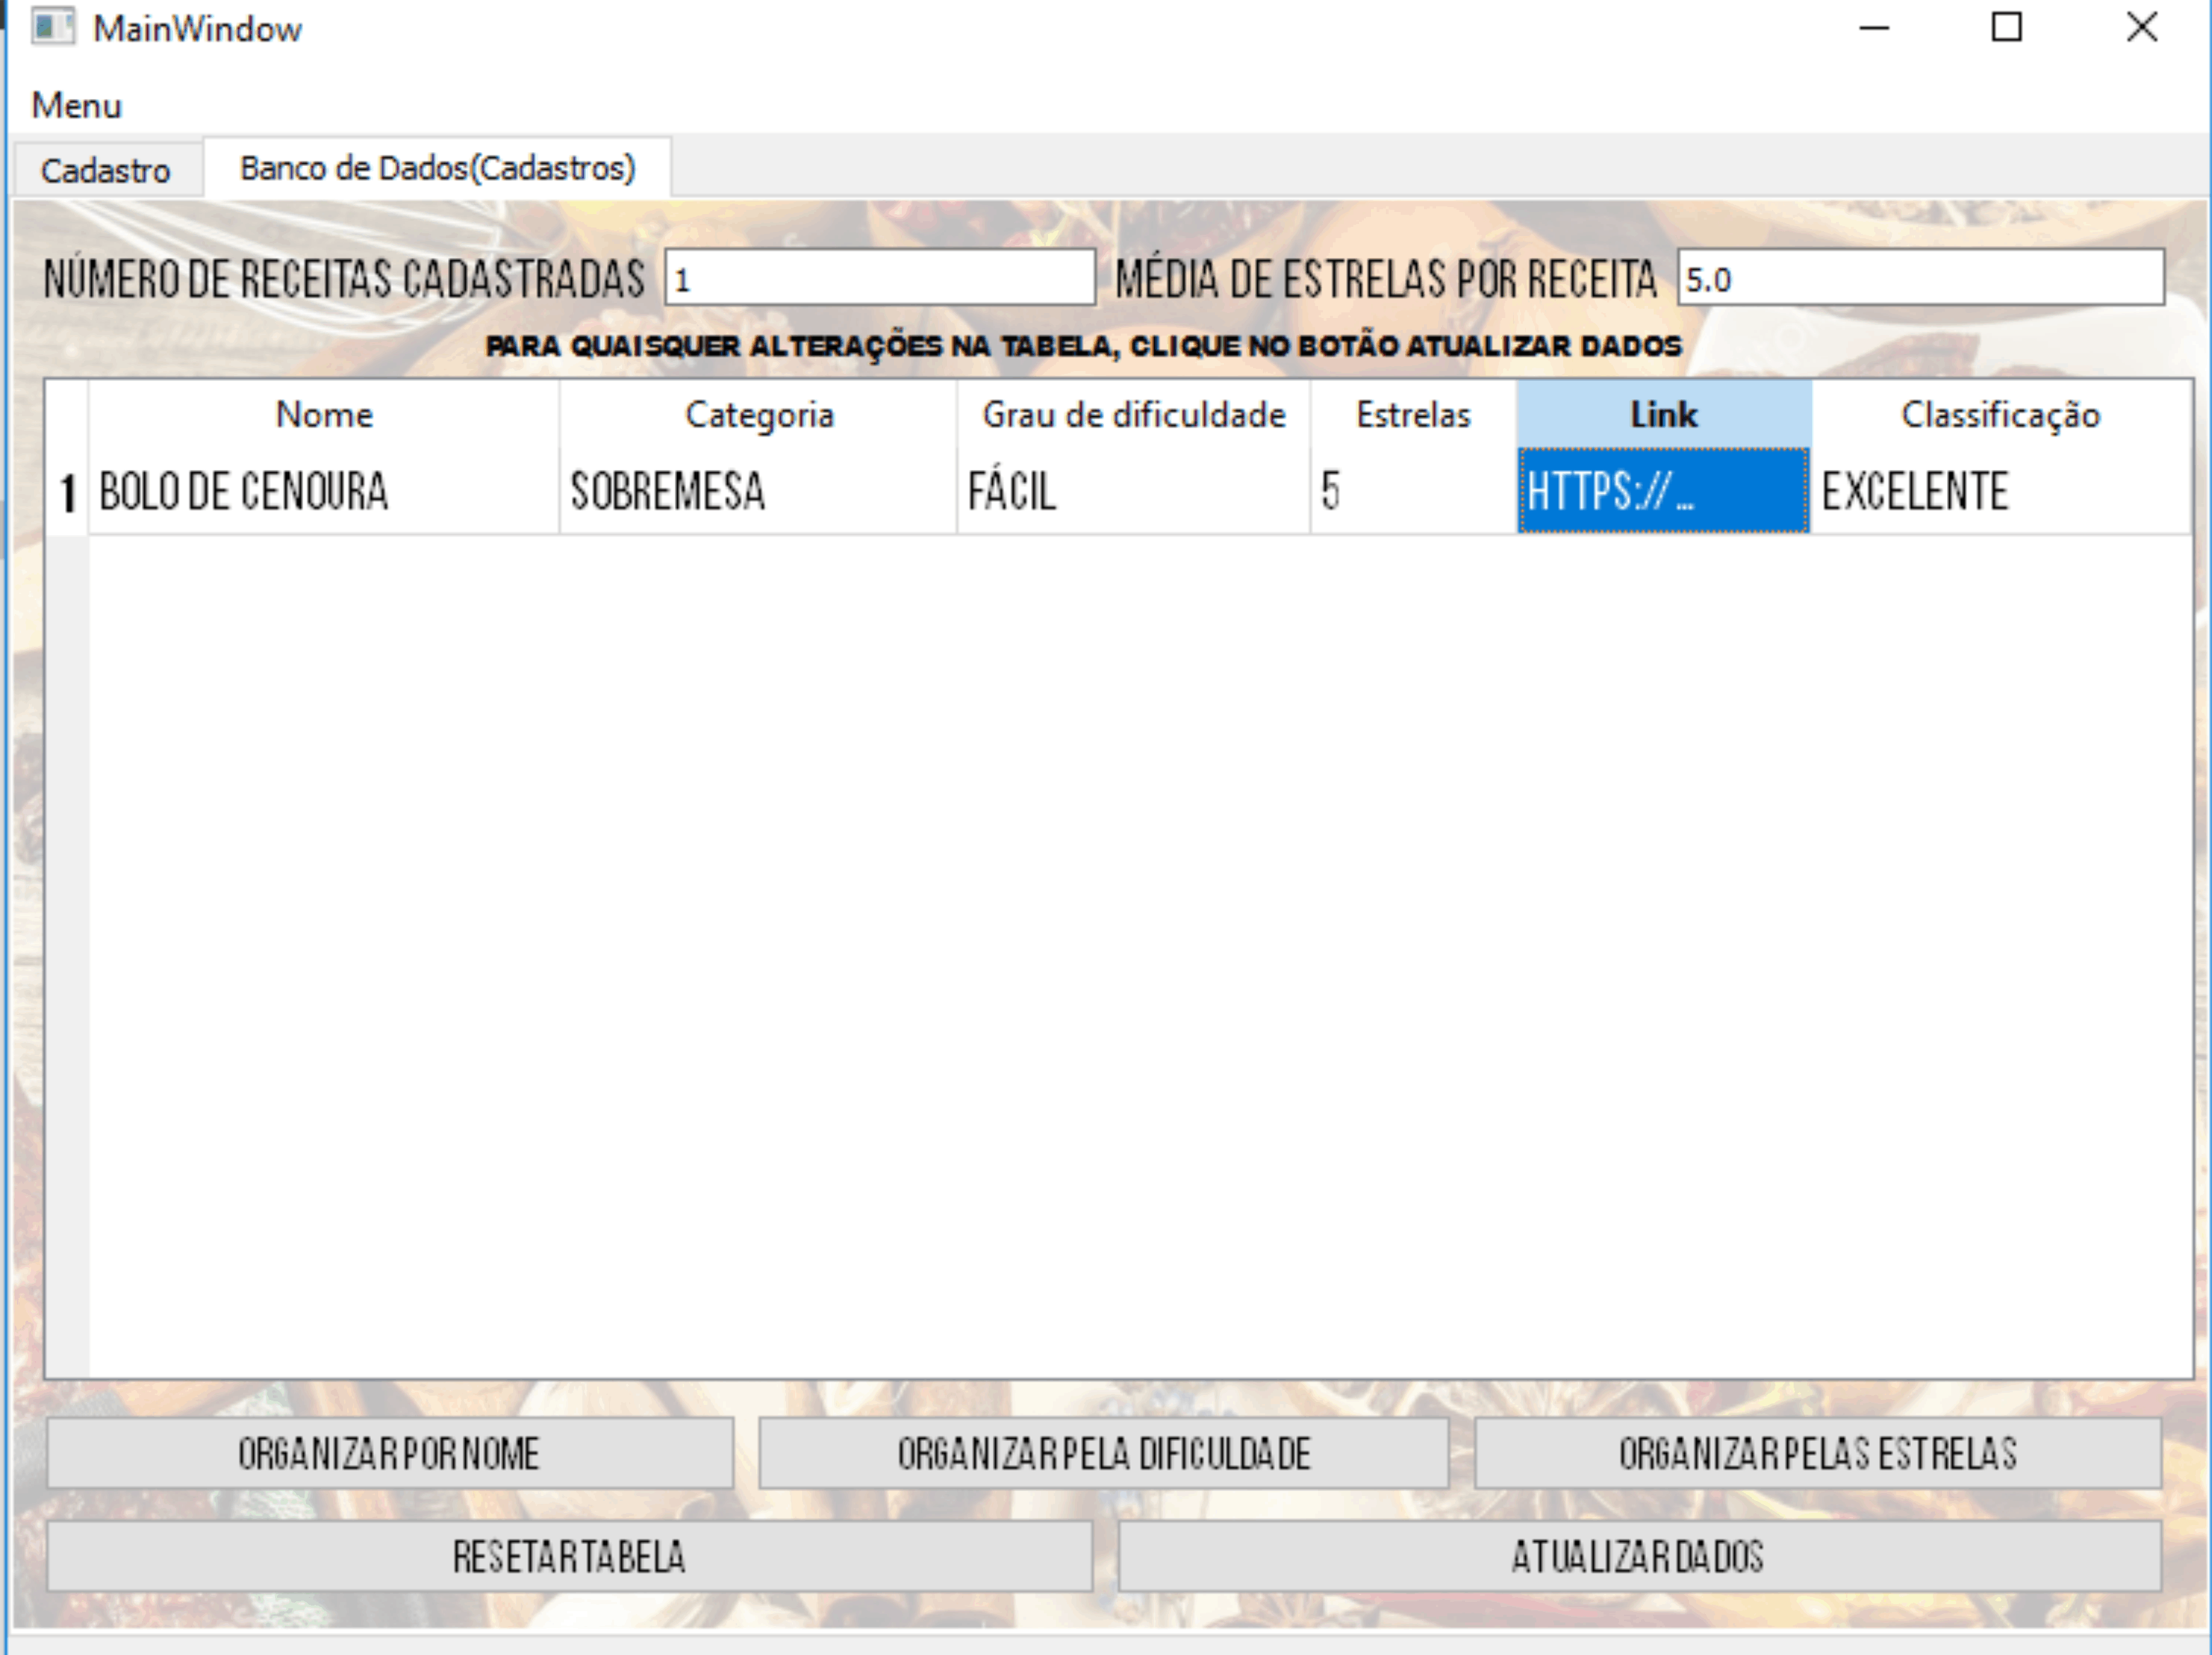 MainWindow
Menu
Cadastro Banco de Dados(Cadastros)
NÚMERO DE RECEITAS CADASTRADAS 1 MÉDIA DE ESTRELAS POR RECEITA 5.0
PARA QUAISQUER ALTERAÇÕES NA TABELA, CLIQUE NO BOTÃO ATUALIZAR DADOS
Nome Categoria Grau de dificuldade Estrelas Link Classificação
1 BOLO DE CENOURA SOBREMESA FÁCIL 5 HTTPS://... EXCELENTE
ORGANIZAR POR NOME ORGANIZAR PELA DIFICULDADE ORGANIZAR PELAS ESTRELAS
RESETAR TABELA ATUALIZAR DADOS